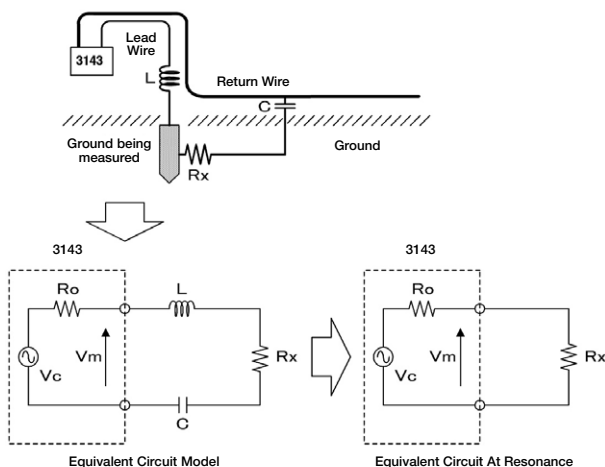 3143
Lead
Wire
L
Return Wire
C
Ground being
measured
Ground
Rx
3143
Ro
L
Vm
Rx
Vc
C
Equivalent Circuit Model
3143
Ro
Vm
Rx
Vc
Equivalent Circuit At Resonance